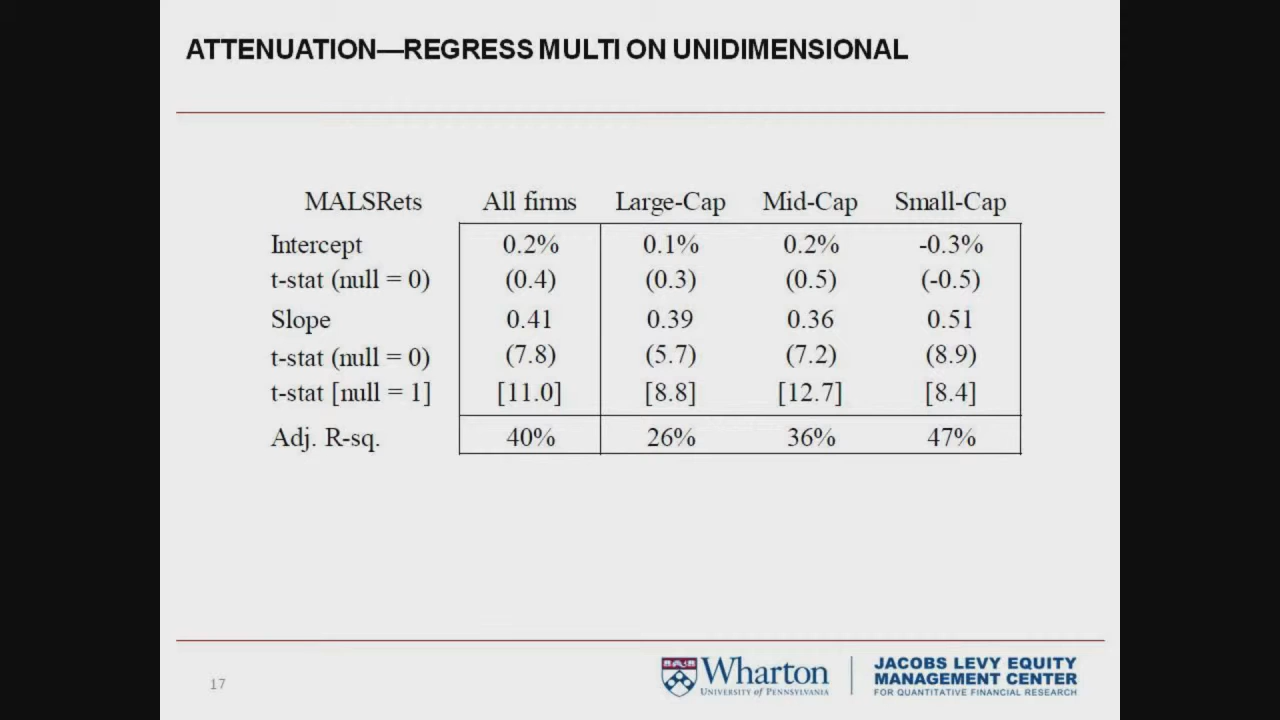 ATTENUATION—REGRESS MULTI ON UNIDIMENSIONAL
MALSRets All firms Large-Cap Mid-Cap Small-Cap
Intercept 0.2% 0.1% 0.2% -0.3%
t-stat (null = 0) (0.4) (0.3) (0.5) (-0.5)
Slope 0.41 0.39 0.36 0.51
t-stat (null = 0) (7.8) (5.7) (7.2) (8.9)
t-stat [null = 1] [11.0] [8.8] [12.7] [8.4]
Adj. R-sq. 40% 26% 36% 47%
17
Wharton
UNIVERSITY of PENNSYLVANIA
JACOBS LEVY EQUITY
MANAGEMENT CENTER
FOR QUANTITATIVE FINANCIAL RESEARCH